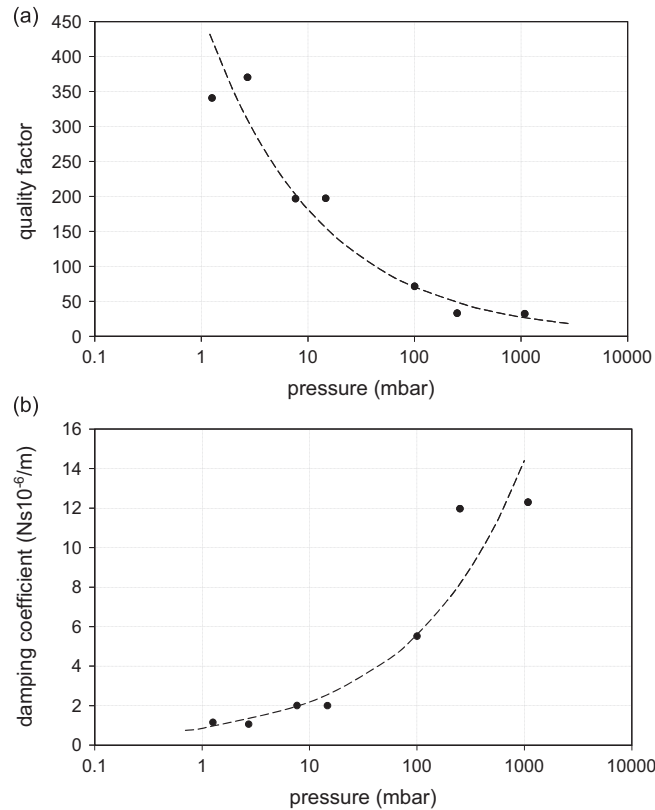 (a)
450
400
350
300
250
200
150
100
50
0
quality factor
0.1 1 10 100 1000 10000
pressure (mbar)
(b)
16
14
12
10
8
6
4
2
0
damping coefficient (Ns10⁻⁶/m)
0.1 1 10 100 1000 10000
pressure (mbar)